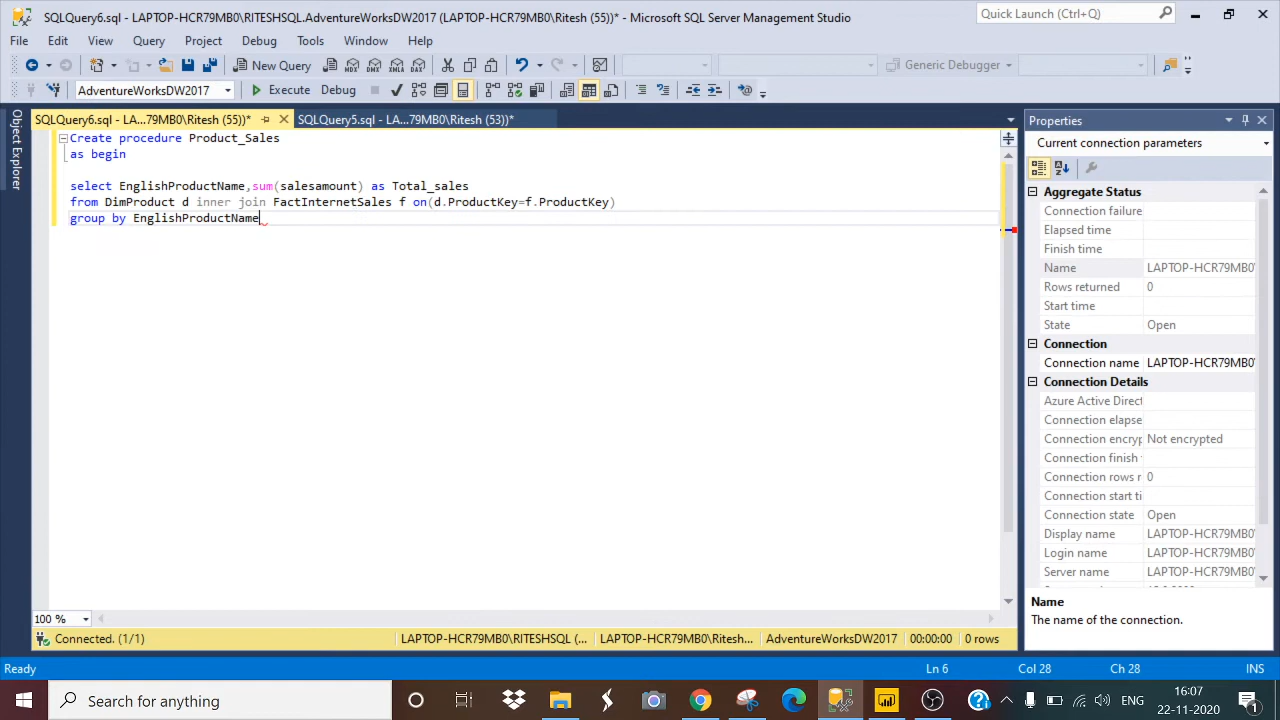 SQLQuery6.sql - LAPTOP-HCR79MB0\RITESHSQL.AdventureWorksDW2017 (LAPTOP-HCR79MB0\Ritesh (55))* - Microsoft SQL Server Management Studio
Quick Launch (Ctrl+Q)
File Edit View Query Project Debug Tools Window Help
New Query
MDX DMX XMLA DAX
Generic Debugger
AdventureWorksDW2017
Execute Debug
SQLQuery6.sql - LA...79MB0\Ritesh (55))*
SQLQuery5.sql - LA...79MB0\Ritesh (53))*
Object Explorer
Create procedure Product_Sales
as begin
select EnglishProductName,sum(salesamount) as Total_sales
from DimProduct d inner join FactInternetSales f on(d.ProductKey=f.ProductKey)
group by EnglishProductName
100 %
Connected. (1/1)
LAPTOP-HCR79MB0\RITESHSQL (... LAPTOP-HCR79MB0\Ritesh... AdventureWorksDW2017 00:00:00 0 rows
Properties
Current connection parameters
Aggregate Status
Connection failure
Elapsed time
Finish time
Name LAPTOP-HCR79MB0\
Rows returned 0
Start time
State Open
Connection
Connection name LAPTOP-HCR79MB0\
Connection Details
Azure Active Direct
Connection elapse
Connection encryp Not encrypted
Connection finish
Connection rows r 0
Connection start ti
Connection state Open
Display name LAPTOP-HCR79MB0\
Login name LAPTOP-HCR79MB0\
Server name LAPTOP-HCR79MB0\
Name
The name of the connection.
Ready Ln 6 Col 28 Ch 28 INS
Search for anything
ENG
16:07
22-11-2020
1